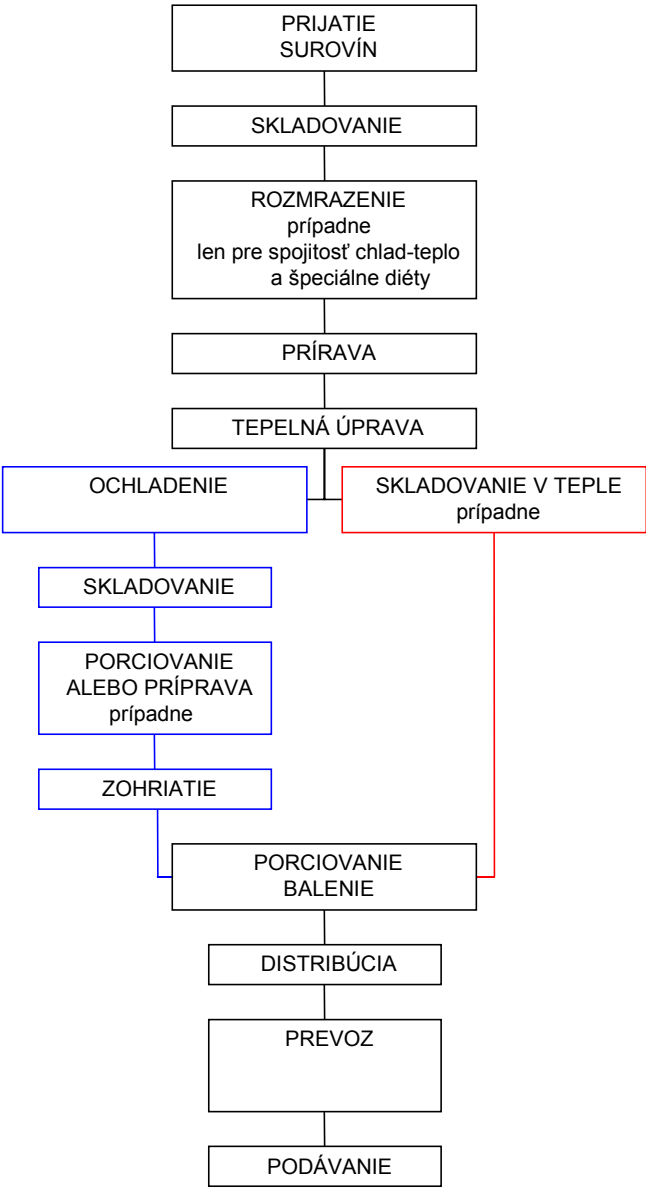 PRIJATIE
SUROVÍN
SKLADOVANIE
ROZMRAZENIE
prípadne
len pre spojitosť chlad-teplo
a špeciálne diéty
PRÍRAVA
TEPELNÁ ÚPRAVA
OCHLADENIE
SKLADOVANIE V TEPLE
prípadne
SKLADOVANIE
PORCIOVANIE
ALEBO PRÍPRAVA
prípadne
ZOHRIATIE
PORCIOVANIE
BALENIE
DISTRIBÚCIA
PREVOZ
PODÁVANIE